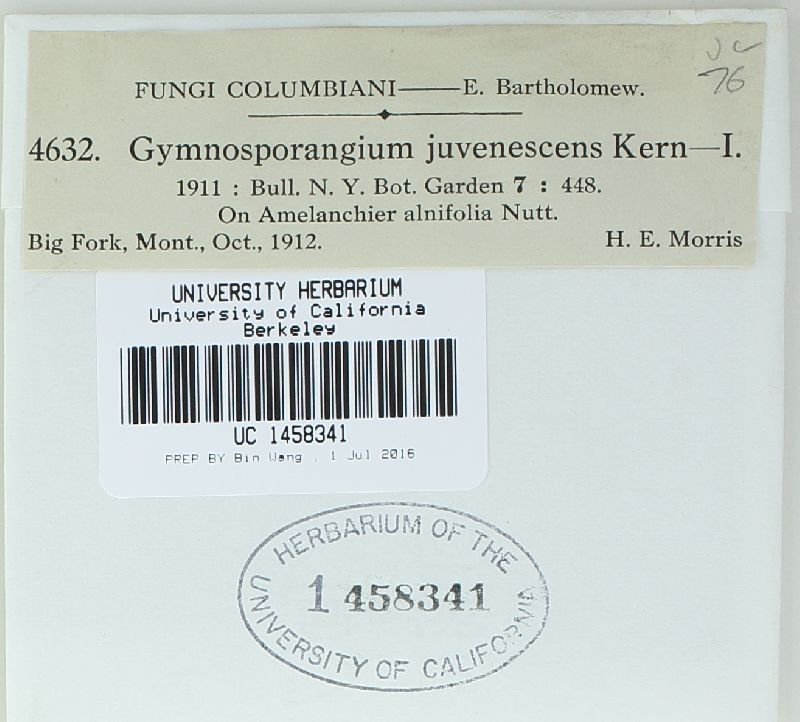 76
FUNGI COLUMBIANI——E. Bartholomew.
4632. Gymnosporangium juvenescens Kern—I.
1911 : Bull. N. Y. Bot. Garden 7 : 448.
On Amelanchier alnifolia Nutt.
Big Fork, Mont., Oct., 1912. H. E. Morris
UNIVERSITY HERBARIUM
University of California
Berkeley
UC 1458341
PREP BY Bin Wang . 1 Jul 2016
HERBARIUM OF THE
1 458341
UNIVERSITY OF CALIFORNIA